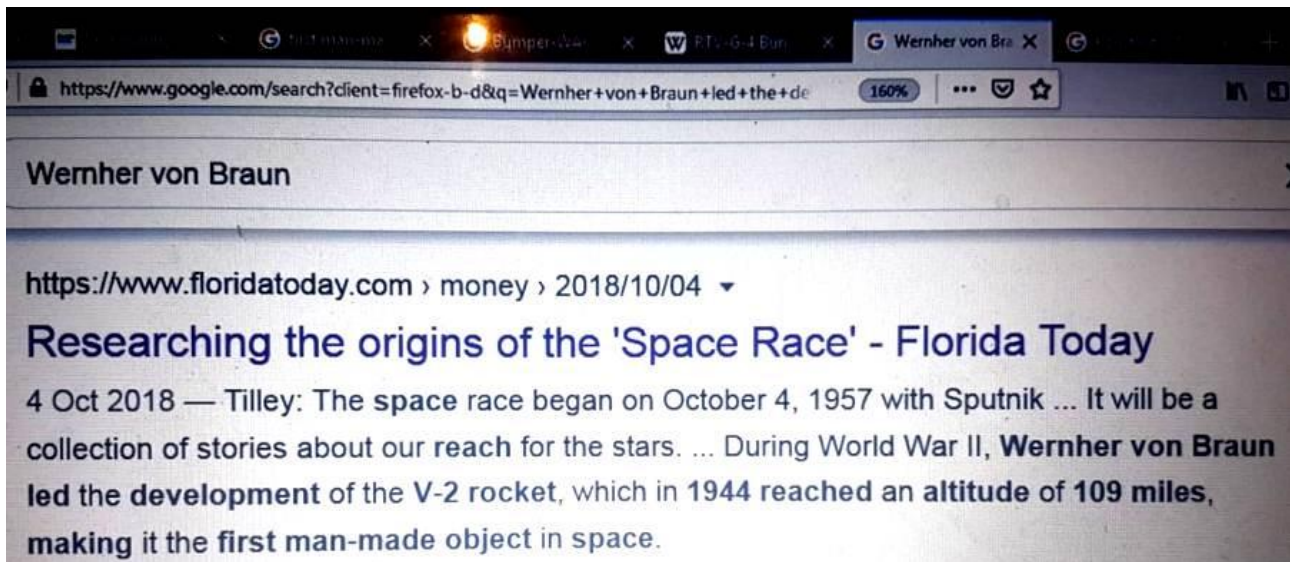 Bumper-WA
W RTV-G-4 Bun
G Wernher von Bra
https://www.google.com/search?client=firefox-b-d&q=Wernher+von+Braun+led+the+de 160%
Wernher von Braun
https://www.floridatoday.com › money › 2018/10/04
Researching the origins of the 'Space Race' - Florida Today
4 Oct 2018 — Tilley: The space race began on October 4, 1957 with Sputnik ... It will be a
collection of stories about our reach for the stars. ... During World War II, Wernher von Braun
led the development of the V-2 rocket, which in 1944 reached an altitude of 109 miles,
making it the first man-made object in space.